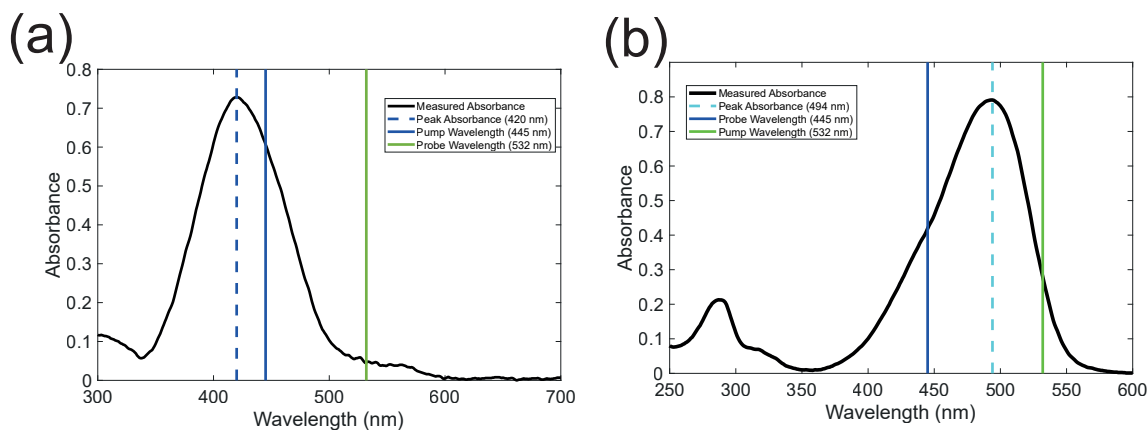 (a)
0.8
0.7
0.6
0.5
0.4
0.3
0.2
0.1
0
Absorbance
300
400
500
600
700
Wavelength (nm)
Measured Absorbance
Peak Absorbance (420 nm)
Pump Wavelength (445 nm)
Probe Wavelength (532 nm)
(b)
0.8
0.7
0.6
0.5
0.4
0.3
0.2
0.1
0
Absorbance
250
300
350
400
450
500
550
600
Wavelength (nm)
Measured Absorbance
Peak Absorbance (494 nm)
Probe Wavelength (445 nm)
Pump Wavelength (532 nm)